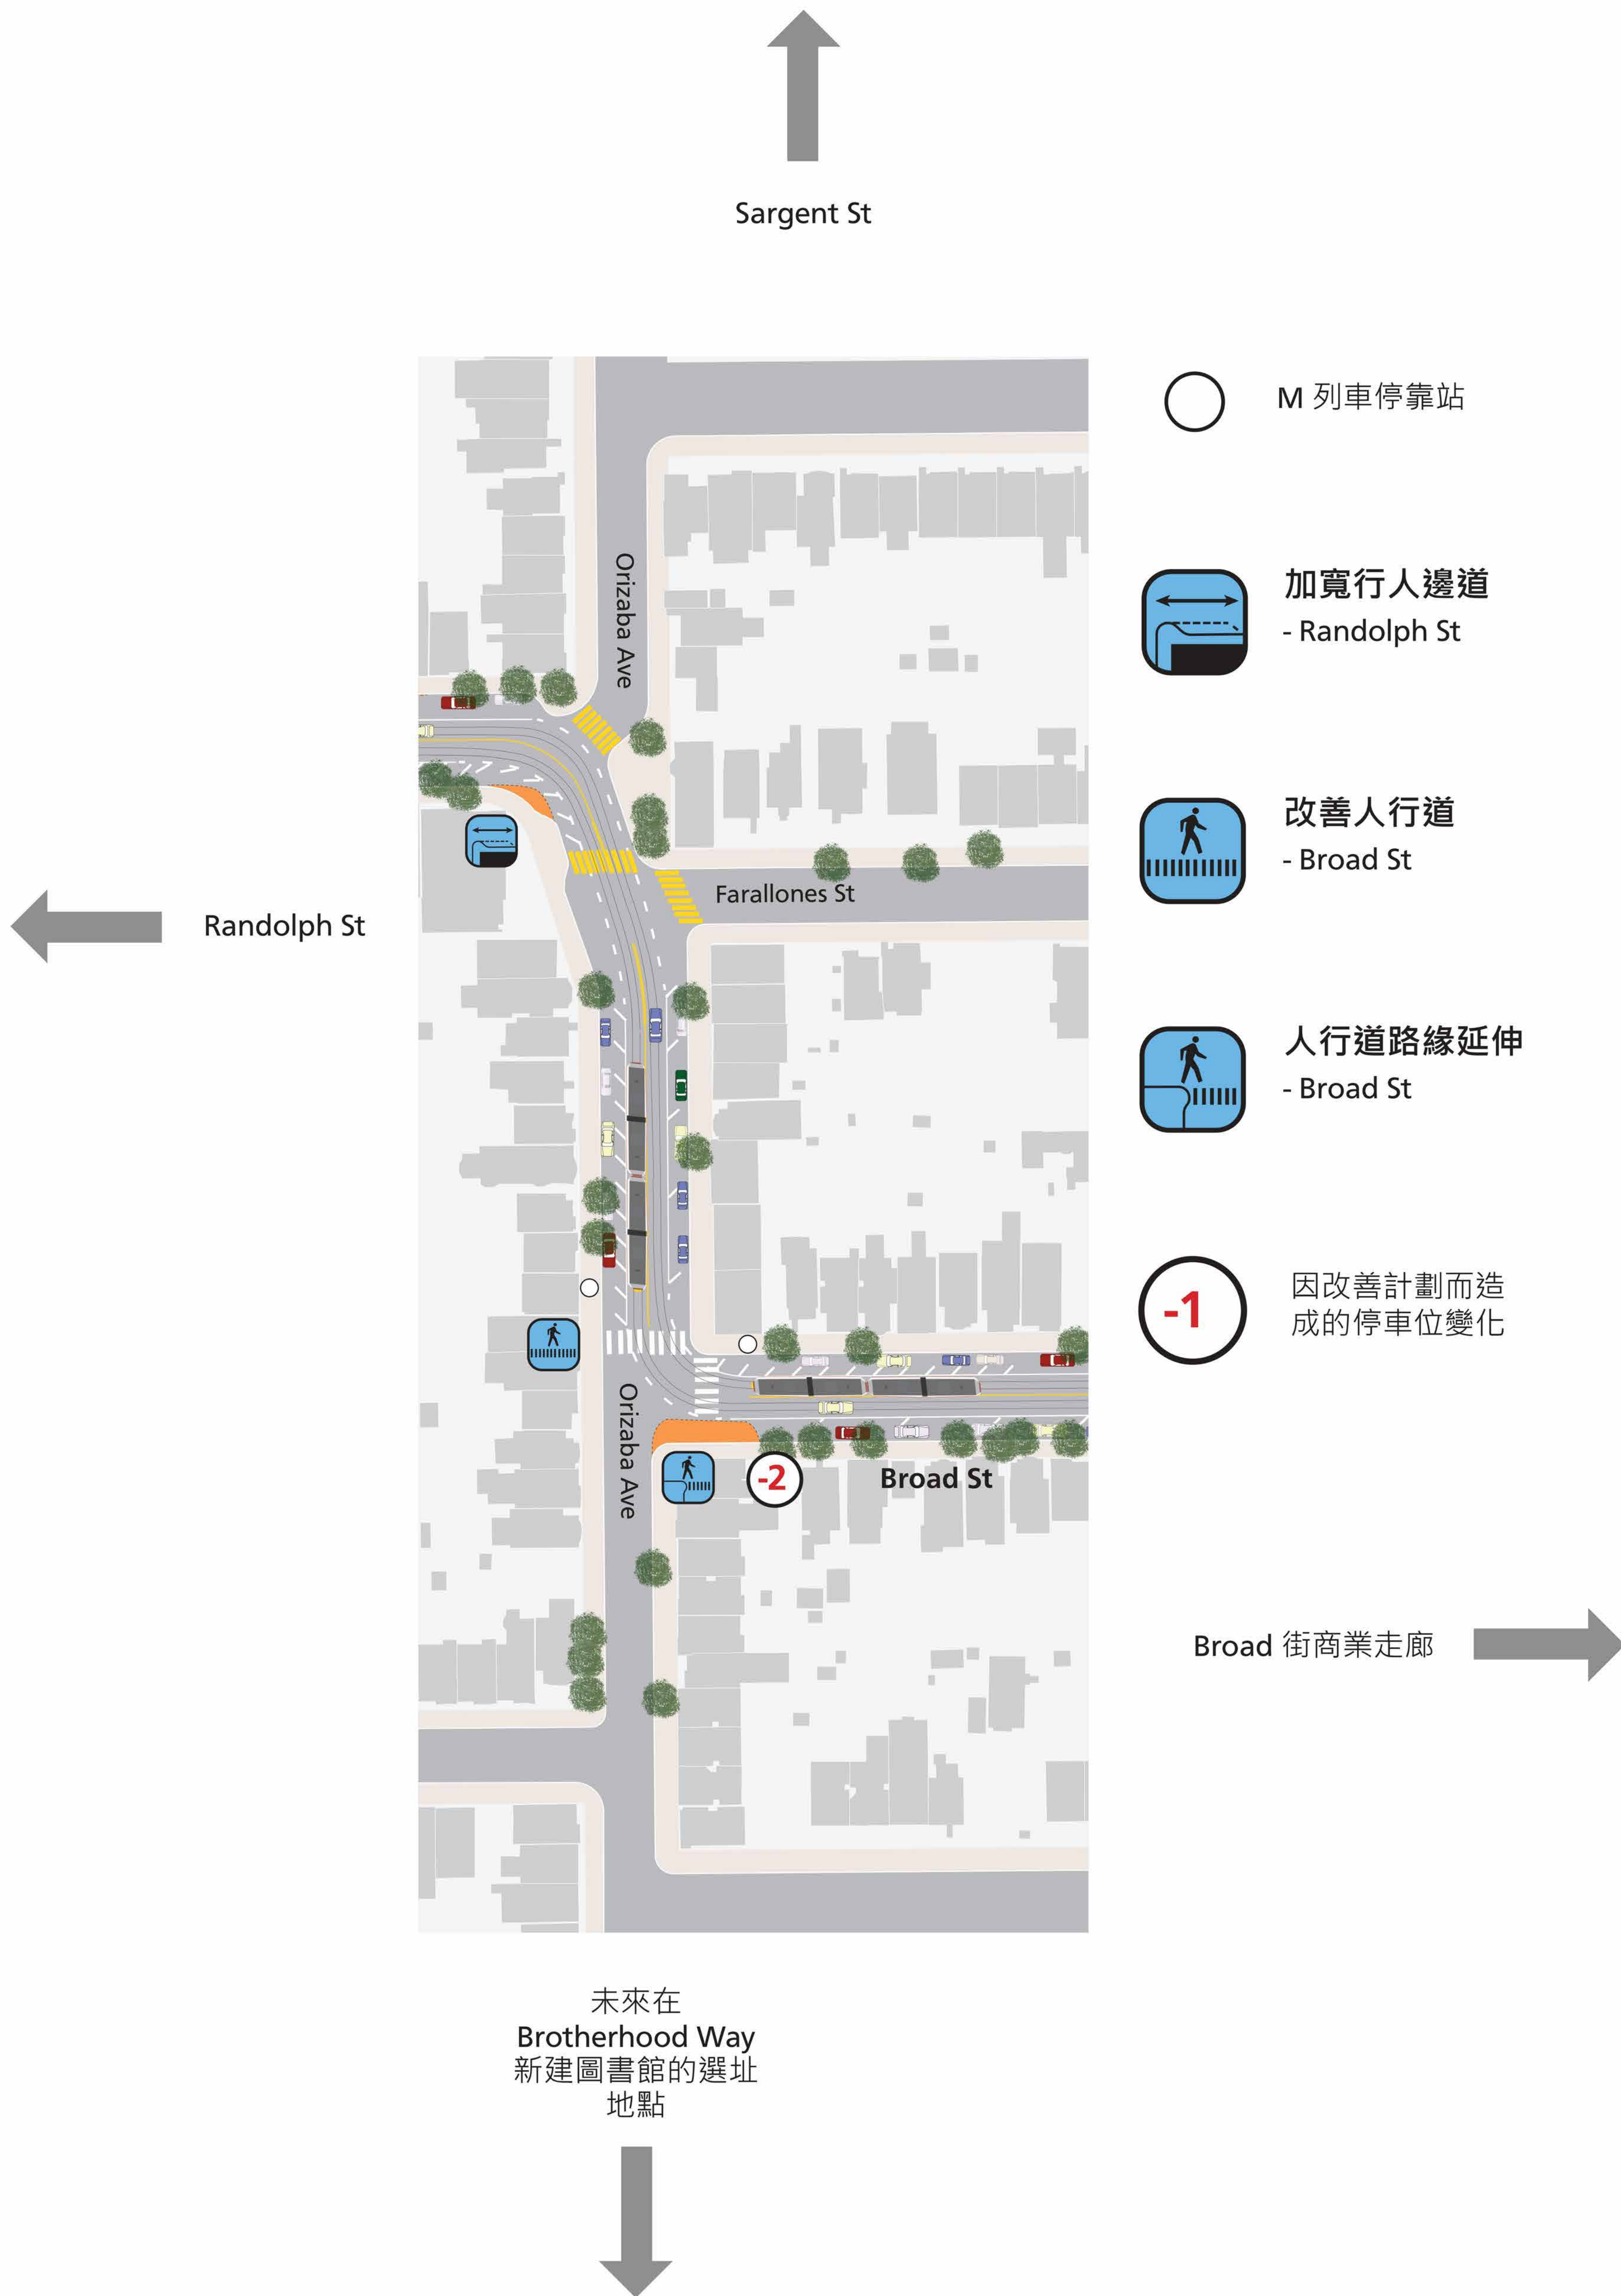 Sargent St
M 列車停靠站
加寬行人邊道
- Randolph St
Orizaba Ave
改善人行道
- Broad St
Farallones St
Randolph St
人行道路緣延伸
- Broad St
-1
因改善計劃而造
成的停車位變化
Orizaba Ave
-2
Broad St
Broad 街商業走廊
未來在
Brotherhood Way
新建圖書館的選址
地點